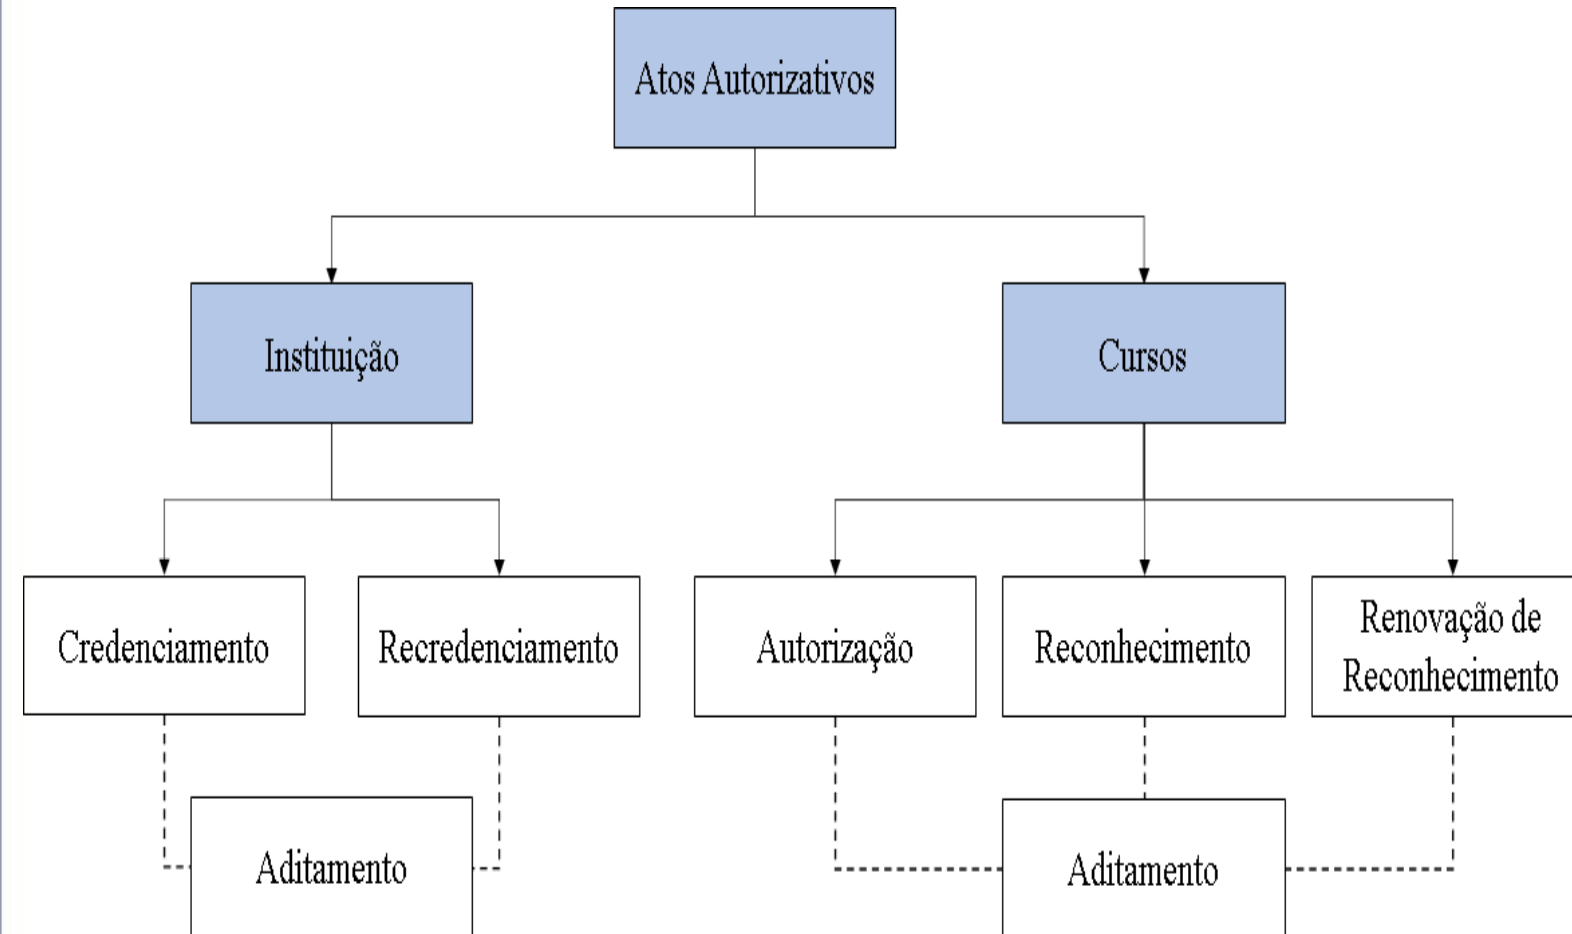 Atos Autorizativos
Instituição
Cursos
Credenciamento
Recredenciamento
Autorização
Reconhecimento
Renovação de
Reconhecimento
Aditamento
Aditamento